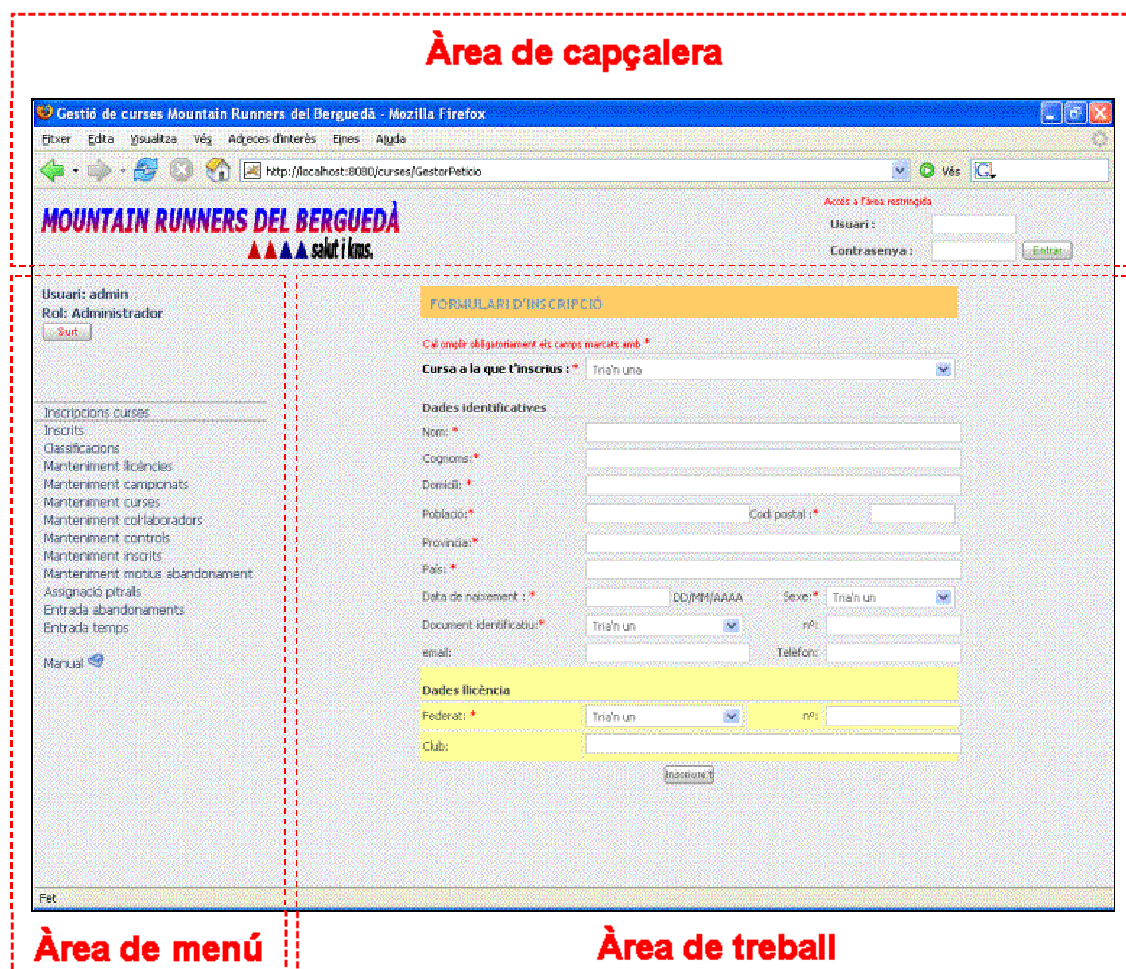 Àrea de capçalera
Gestió de curses Mountain Runners del Berguedà - Mozilla Firefox
Fitxer Edita Visualitza Vés Adreces d'interès Eines Ajuda
http://localhost:8080/curses/GestorPeticio Vés
MOUNTAIN RUNNERS DEL BERGUEDÀ
salut i kms.
Accés a l'àrea restringida
Usuari :
Contrasenya : Entrar
Usuari: admin
Rol: Administrador
Surt
Inscripcions curses
Inscrits
Classificacions
Manteniment llicències
Manteniment campionats
Manteniment curses
Manteniment col·laboradors
Manteniment controls
Manteniment inscrits
Manteniment motius abandonament
Assignació pitralls
Entrada abandonaments
Entrada temps
Manual
FORMULARI D'INSCRIPCIÓ
Cal omplir obligatoriament els camps marcats amb *
Cursa a la que t'inscrius : * Tria'n una
Dades identificatives
Nom: *
Cognoms: *
Domicili: *
Població:* Codi postal :*
Província:*
País: *
Data de naixement : * DD/MM/AAAA Sexe:* Tria'n un
Document identificatiu:* Tria'n un nº:
email: Telèfon:
Dades llicència
Federat: * Tria'n un nº:
Club:
Inscriure't
Fet
Àrea de menú
Àrea de treball